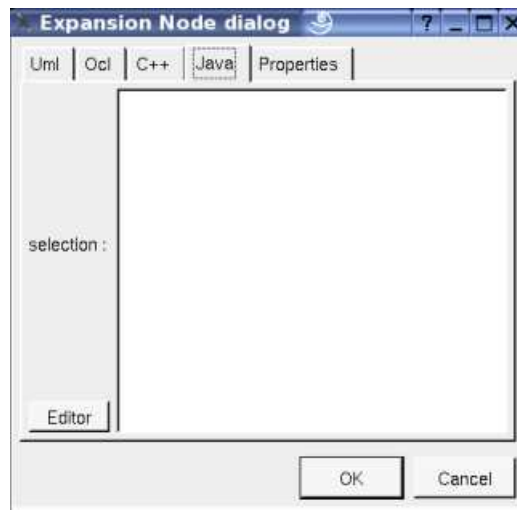 Expansion Node dialog ? _ X
Uml Ocl C++ Java Properties
selection :
Editor
OK Cancel